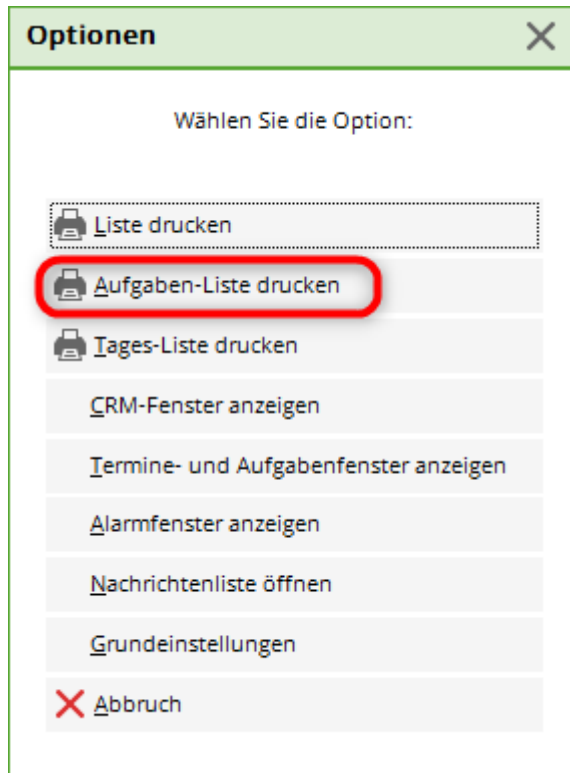 Optionen
Wählen Sie die Option:
Liste drucken
Aufgaben-Liste drucken
Tages-Liste drucken
CRM-Fenster anzeigen
Termine- und Aufgabenfenster anzeigen
Alarmfenster anzeigen
Nachrichtenliste öffnen
Grundeinstellungen
Abbruch